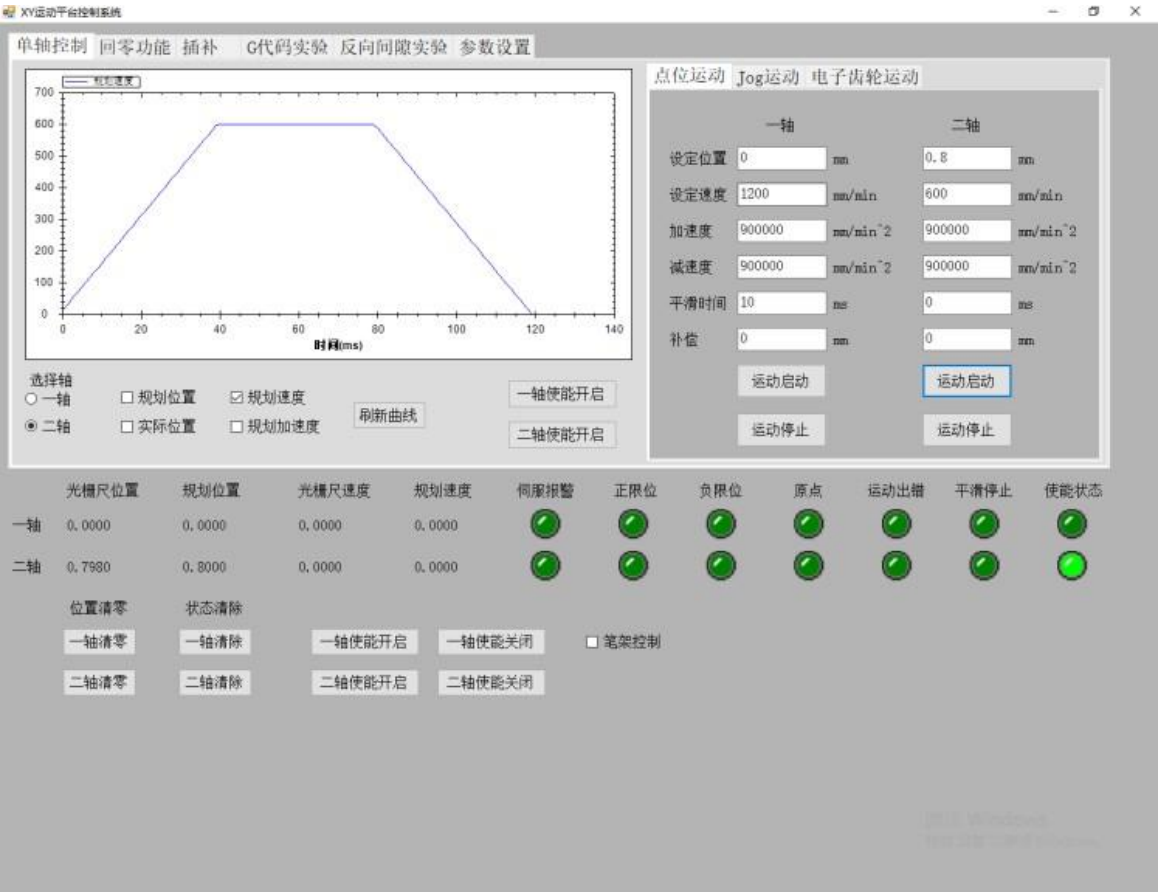 XY运动平台控制系统
单轴控制 回零功能 插补 G代码实验 反向间隙实验 参数设置
规划速度
700
600
500
400
300
200
100
0
0 20 40 60 80 100 120 140
时间(ms)
选择轴
一轴 规划位置 规划速度
二轴 实际位置 规划加速度
刷新曲线
一轴使能开启
二轴使能开启
点位运动 Jog运动 电子齿轮运动
一轴 二轴
设定位置 0 mm 0.8 mm
设定速度 1200 mm/min 600 mm/min
加速度 900000 mm/min^2 900000 mm/min^2
减速度 900000 mm/min^2 900000 mm/min^2
平滑时间 10 ms 0 ms
补偿 0 mm 0 mm
运动启动 运动启动
运动停止 运动停止
光栅尺位置 规划位置 光栅尺速度 规划速度 伺服报警 正限位 负限位 原点 运动出错 平滑停止 使能状态
一轴 0.0000 0.0000 0.0000 0.0000
二轴 0.7980 0.8000 0.0000 0.0000
位置清零 状态清除
一轴清零 一轴清除 一轴使能开启 一轴使能关闭 笔架控制
二轴清零 二轴清除 二轴使能开启 二轴使能关闭